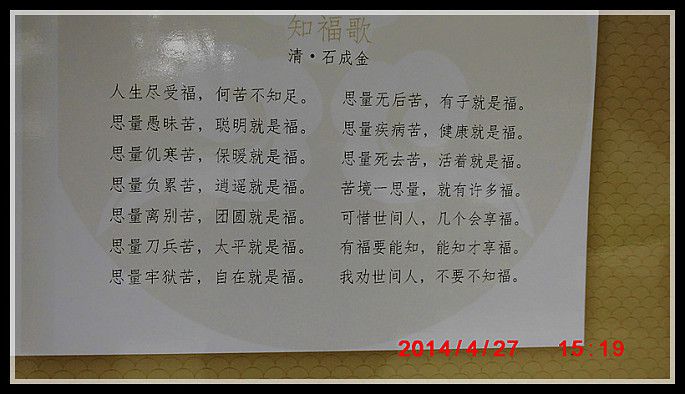 知福歌
清·石成金
人生尽受福，何苦不知足。
思量愚昧苦，聪明就是福。
思量饥寒苦，保暖就是福。
思量负累苦，逍遥就是福。
思量离别苦，团圆就是福。
思量刀兵苦，太平就是福。
思量牢狱苦，自在就是福。
思量无后苦，有子就是福。
思量疾病苦，健康就是福。
思量死去苦，活着就是福。
苦境一思量，就有许多福。
可惜世间人，几个会享福。
有福要能知，能知才享福。
我劝世间人，不要不知福。
2014/4/27 15:19